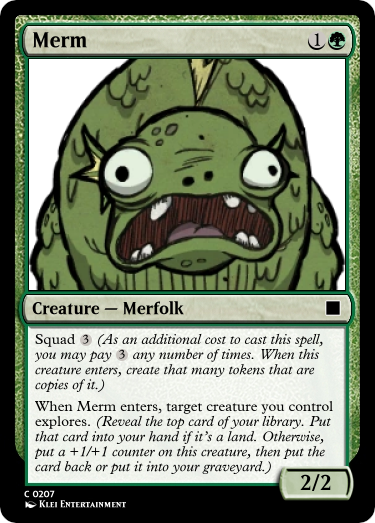 Merm 1
Creature — Merfolk
Squad 3 (As an additional cost to cast this spell,
you may pay 3 any number of times. When this
creature enters, create that many tokens that are
copies of it.)
When Merm enters, target creature you control
explores. (Reveal the top card of your library. Put
that card into your hand if it's a land. Otherwise,
put a +1/+1 counter on this creature, then put the
card back or put it into your graveyard.)
2/2
C 0207
Klei Entertainment